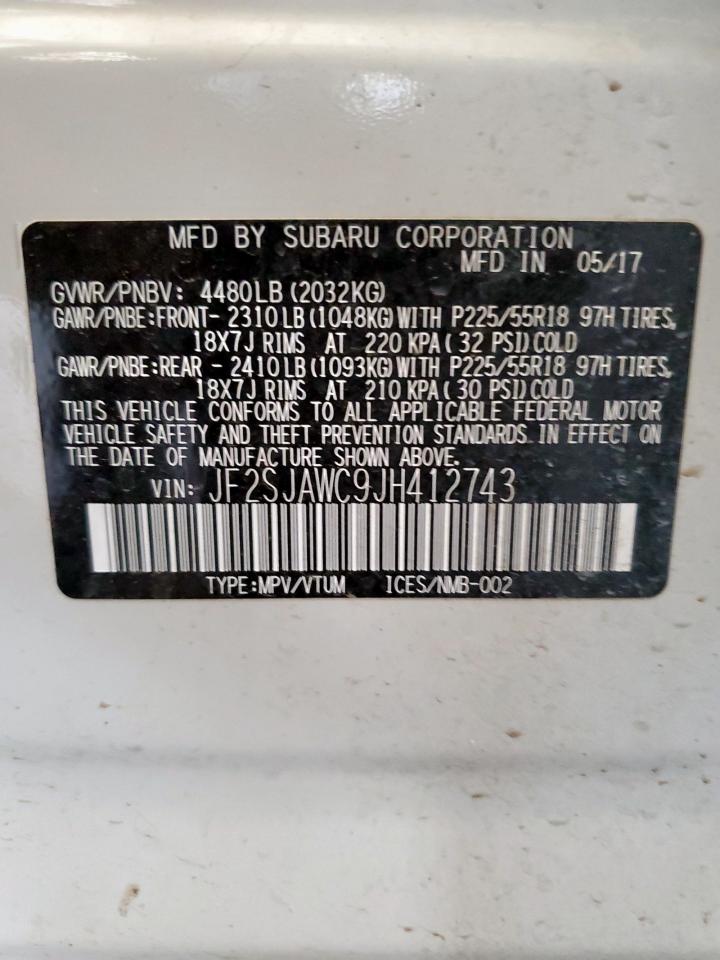 MFD BY SUBARU CORPORATION
MFD IN 05/17
GVWR/PNBV: 4480LB(2032KG)
GAWR/PNBE:FRONT- 2310LB(1048KG)WITH P225/55R18 97H TIRES,
18X7J RIMS AT 220 KPA(32 PSI)COLD
GAWR/PNBE:REAR - 2410LB(1093KG)WITH P225/55R18 97H TIRES,
18X7J RIMS AT 210 KPA(30 PSI)COLD
THIS VEHICLE CONFORMS TO ALL APPLICABLE FEDERAL MOTOR
VEHICLE SAFETY AND THEFT PREVENTION STANDARDS IN EFFECT ON
THE DATE OF MANUFACTURE SHOWN ABOVE.
VIN: JF2SJAWC9JH412743
TYPE:MPV/VTUM ICES/NMB-002